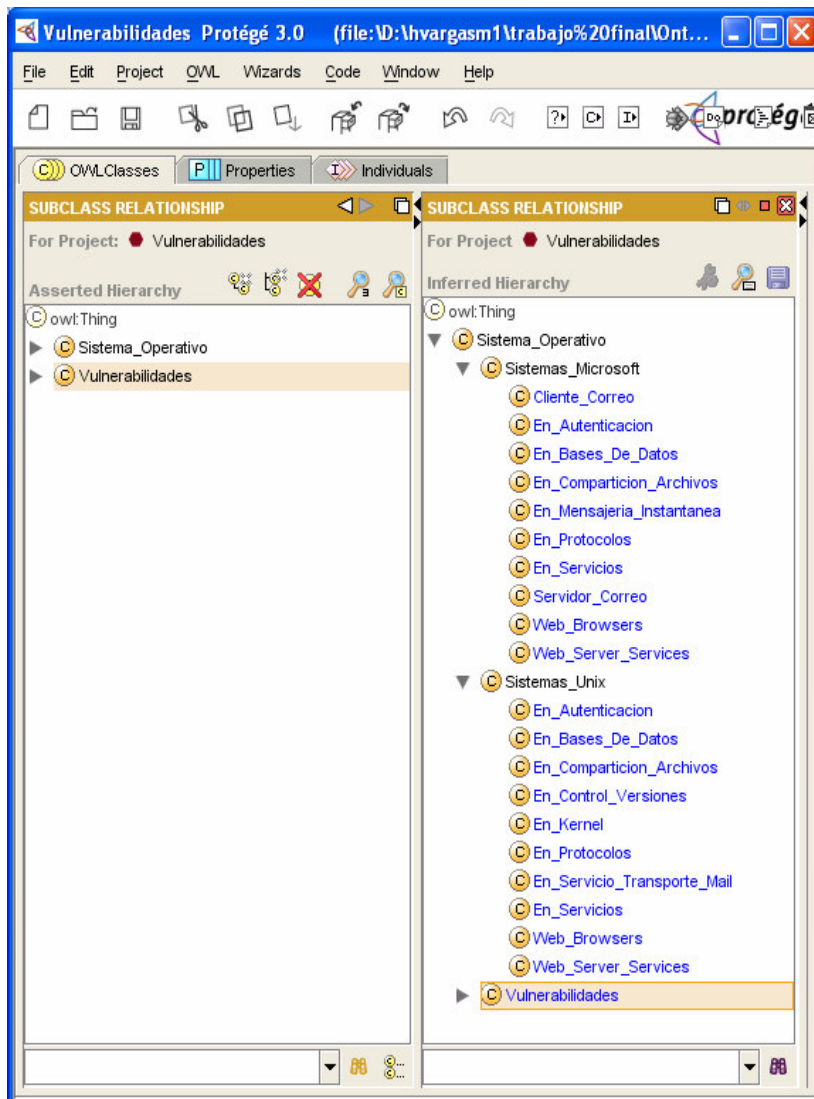 Vulnerabilidades Protégé 3.0 (file:\D:\hvargasm1\trabajo%20final\Ont...
File Edit Project OWL Wizards Code Window Help
protégé
OWLClasses Properties Individuals
SUBCLASS RELATIONSHIP
For Project: Vulnerabilidades
Asserted Hierarchy
owl:Thing
Sistema_Operativo
Vulnerabilidades
SUBCLASS RELATIONSHIP
For Project Vulnerabilidades
Inferred Hierarchy
owl:Thing
Sistema_Operativo
Sistemas_Microsoft
Cliente_Correo
En_Autenticacion
En_Bases_De_Datos
En_Comparticion_Archivos
En_Mensajeria_Instantanea
En_Protocolos
En_Servicios
Servidor_Correo
Web_Browsers
Web_Server_Services
Sistemas_Unix
En_Autenticacion
En_Bases_De_Datos
En_Comparticion_Archivos
En_Control_Versiones
En_Kernel
En_Protocolos
En_Servicio_Transporte_Mail
En_Servicios
Web_Browsers
Web_Server_Services
Vulnerabilidades